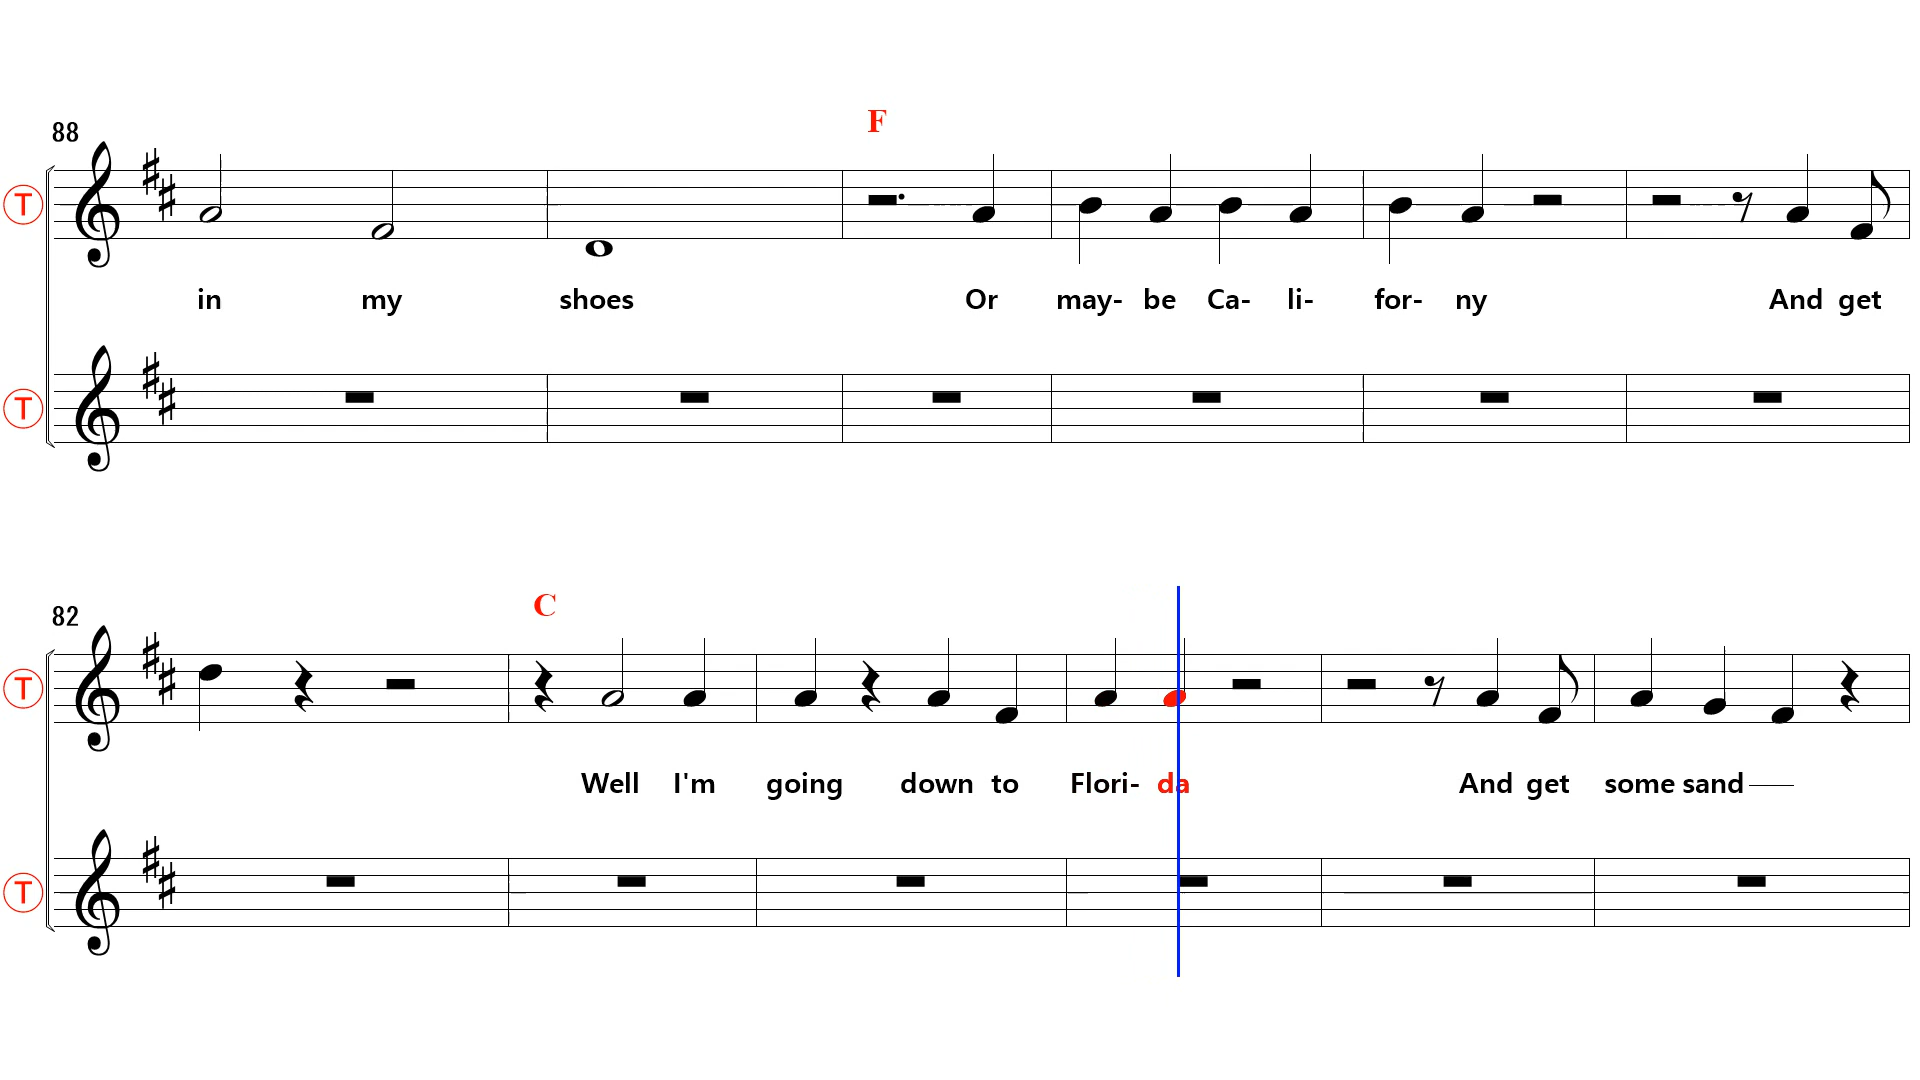 F
88
T
in my shoes Or may- be Ca- li- for- ny And get
T
C
82
T
Well I'm going down to Flori- da And get some sand
T